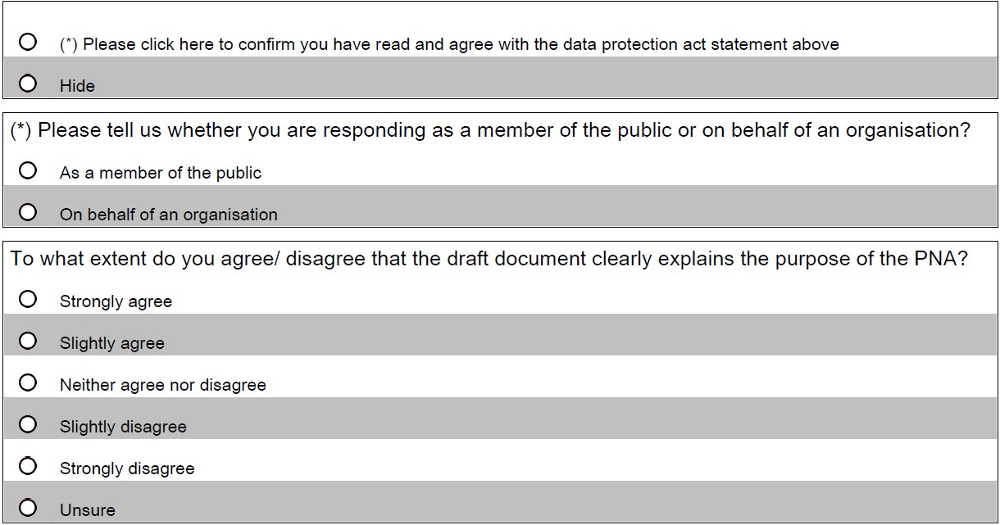 (*) Please click here to confirm you have read and agree with the data protection act statement above
Hide
(*) Please tell us whether you are responding as a member of the public or on behalf of an organisation?
As a member of the public
On behalf of an organisation
To what extent do you agree/ disagree that the draft document clearly explains the purpose of the PNA?
Strongly agree
Slightly agree
Neither agree nor disagree
Slightly disagree
Strongly disagree
Unsure